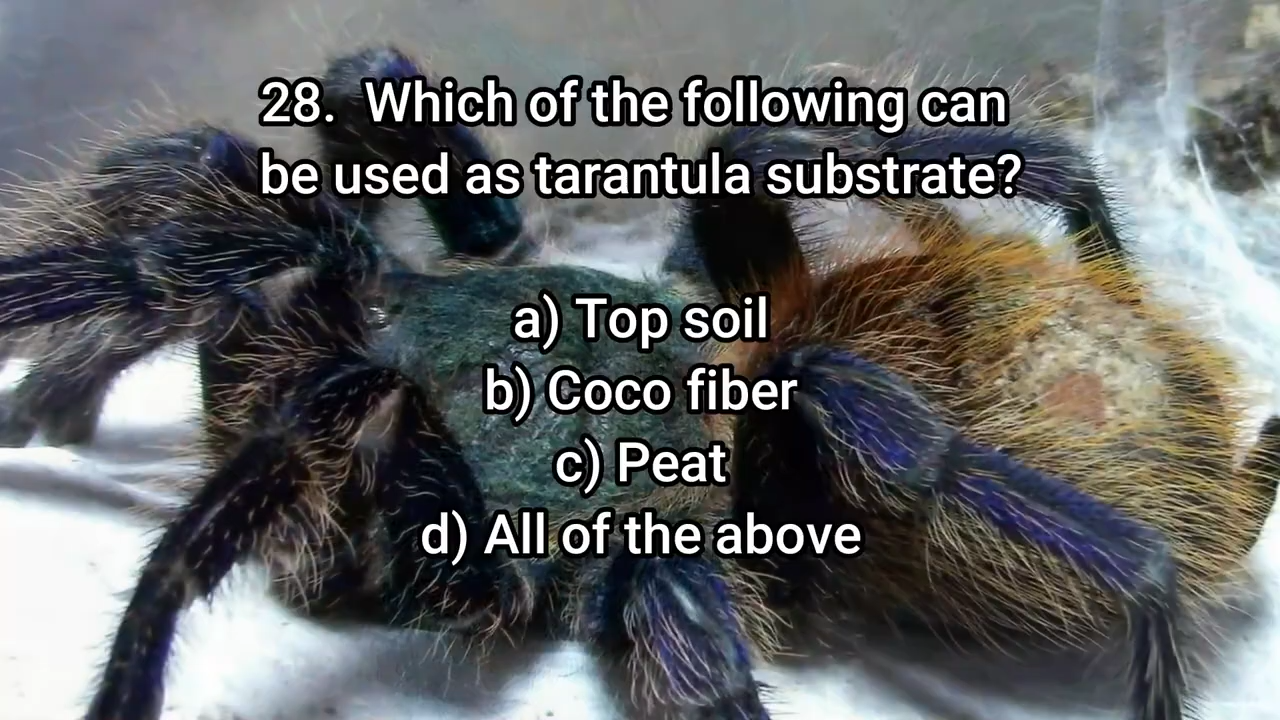 28. Which of the following can
be used as tarantula substrate?
a) Top soil
b) Coco fiber
c) Peat
d) All of the above